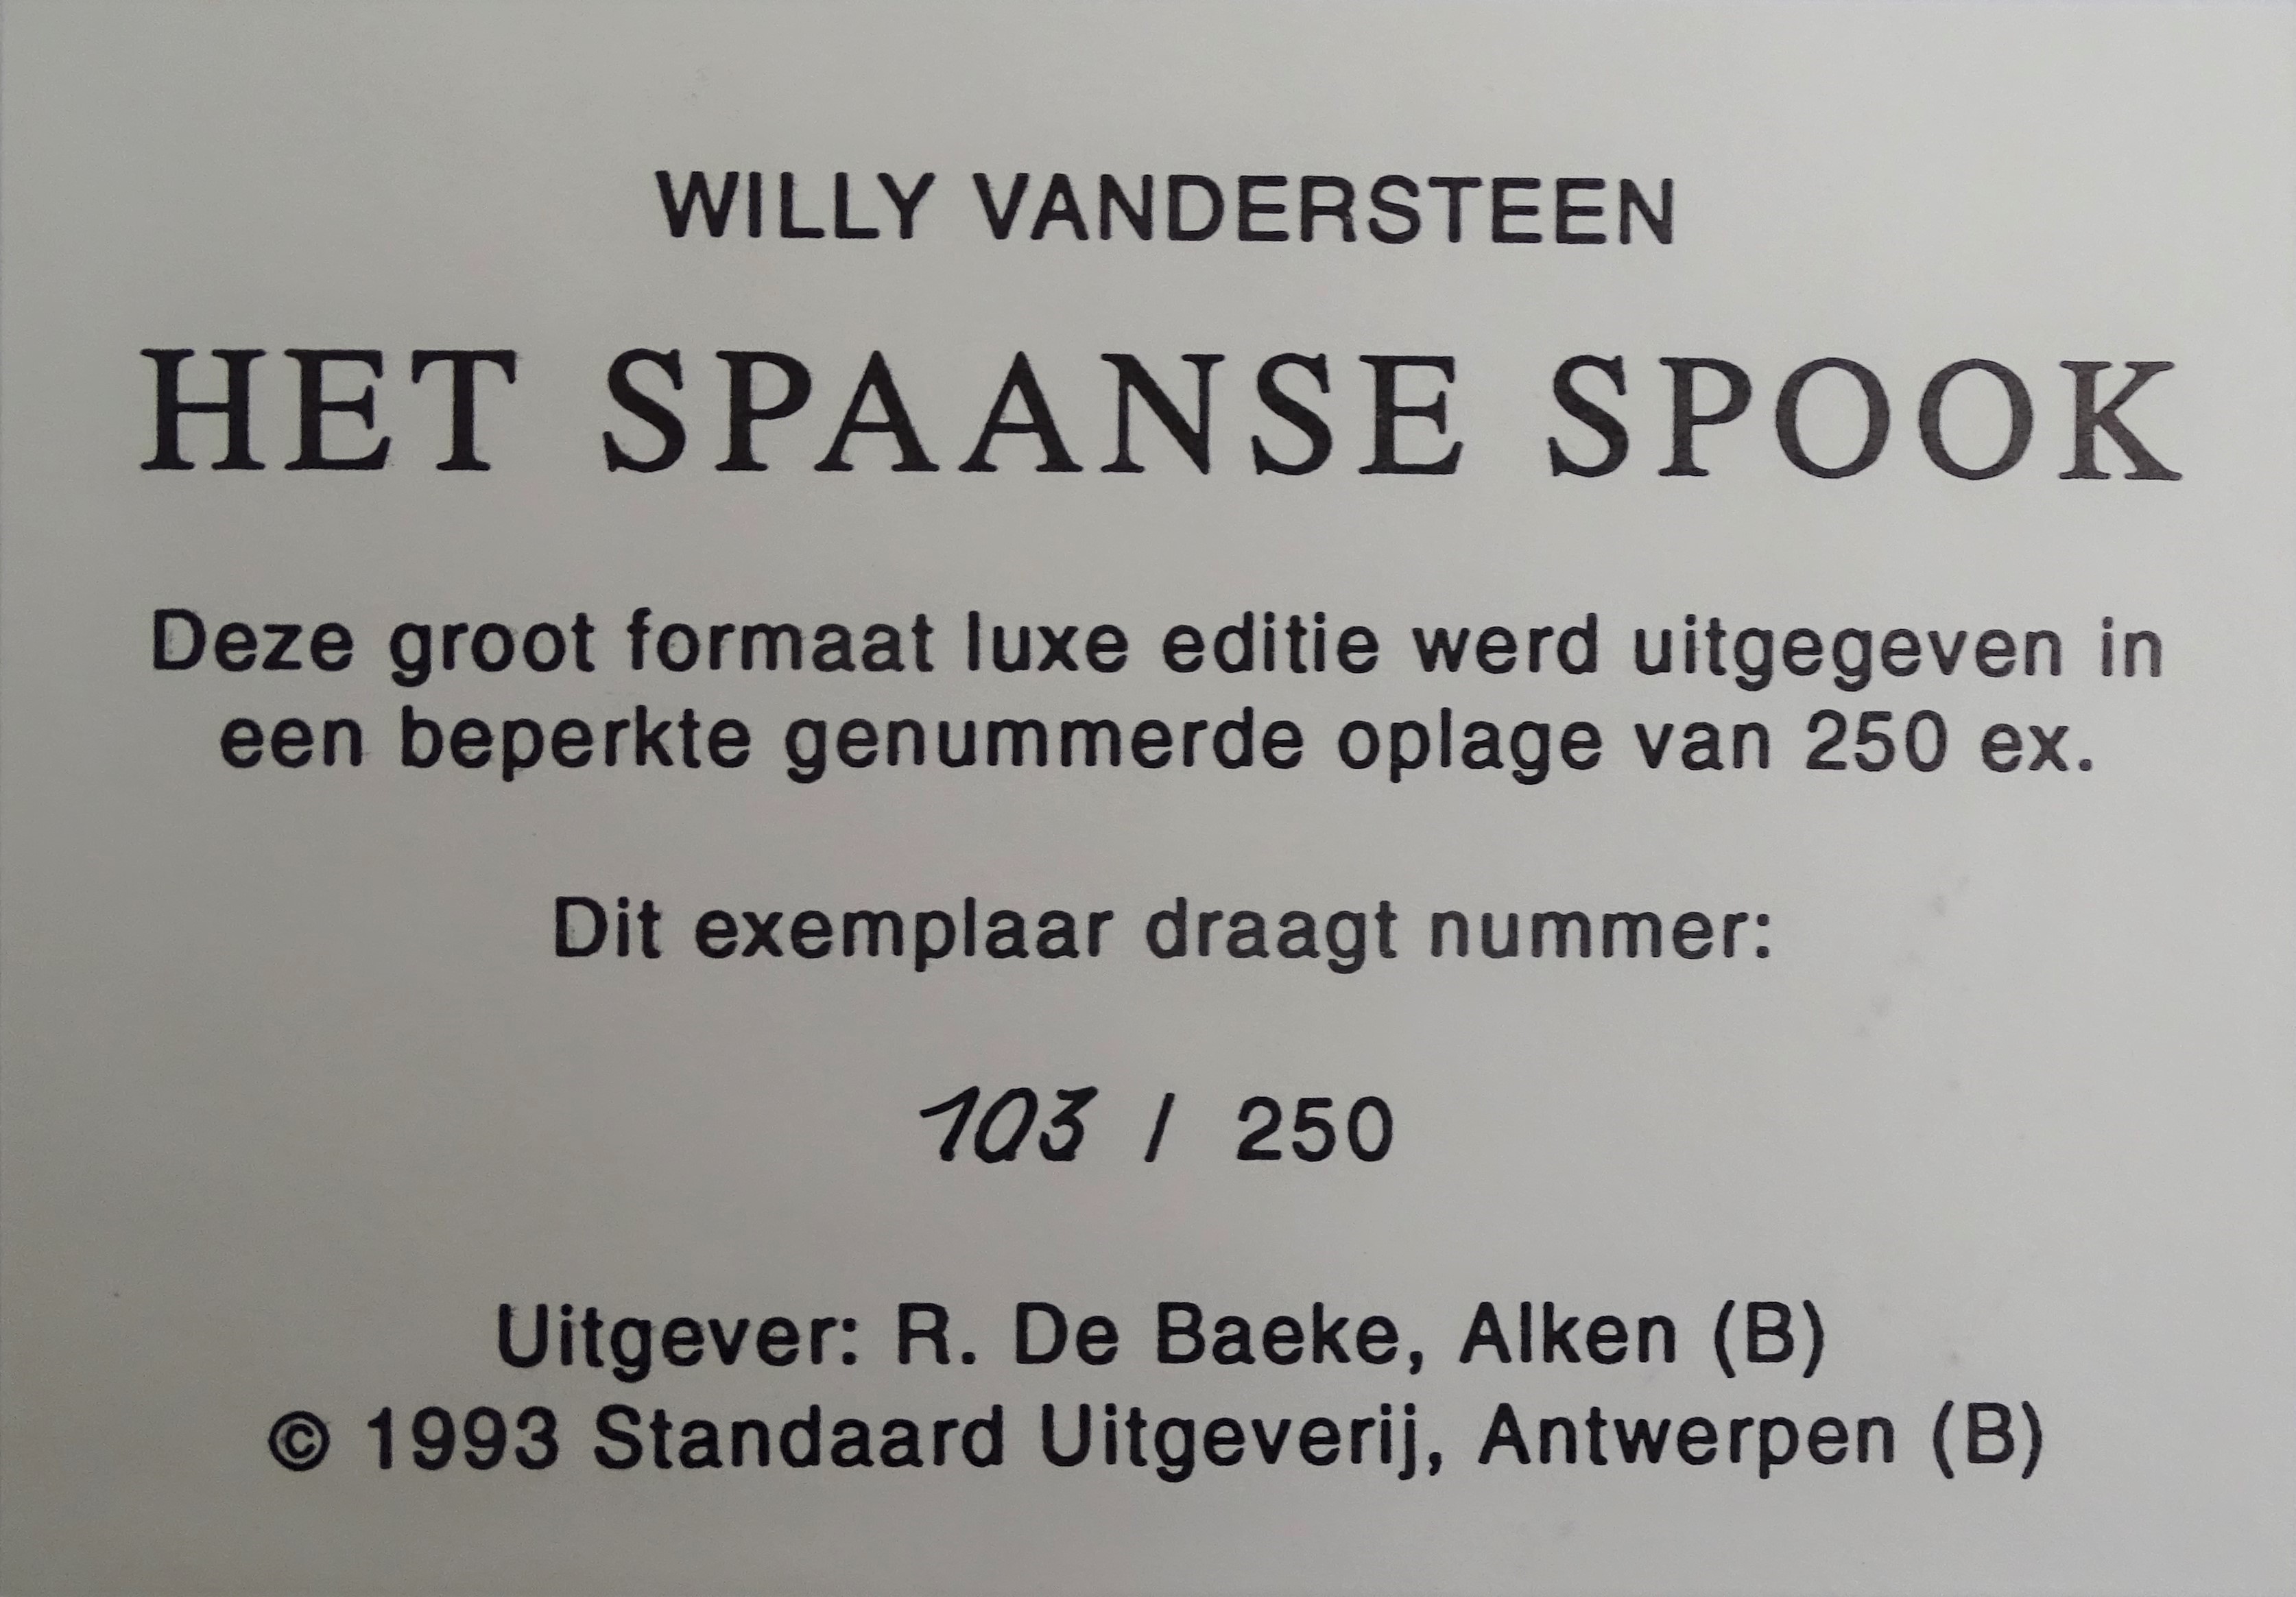 WILLY VANDERSTEEN
HET SPAANSE SPOOK
Deze groot formaat luxe editie werd uitgegeven in
een beperkte genummerde oplage van 250 ex.
Dit exemplaar draagt nummer:
103 / 250
Uitgever: R. De Baeke, Alken (B)
© 1993 Standaard Uitgeverij, Antwerpen (B)